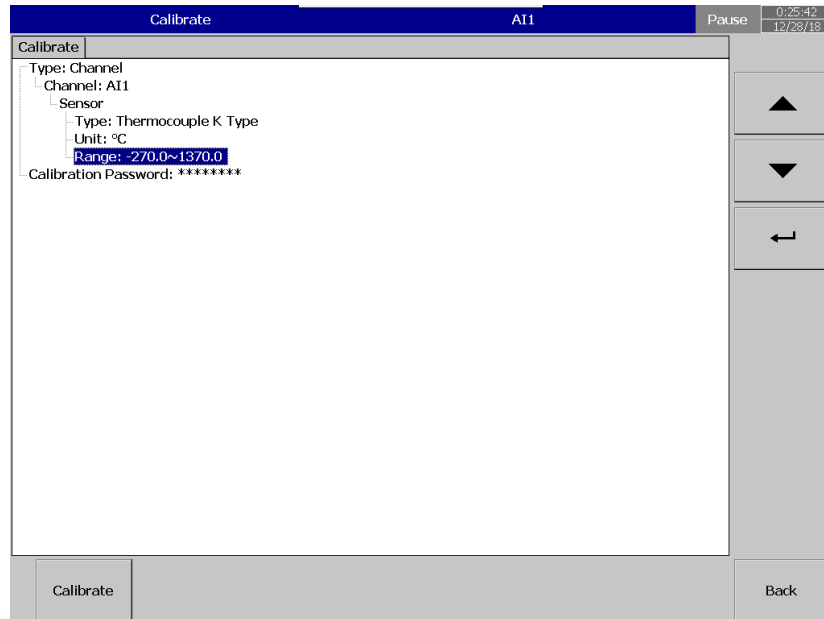 Calibrate AI1 Pause 0:25:42
12/28/18
Calibrate
Type: Channel
Channel: AI1
Sensor
Type: Thermocouple K Type
Unit: °C
Range: -270.0~1370.0
Calibration Password: ********
Calibrate Back